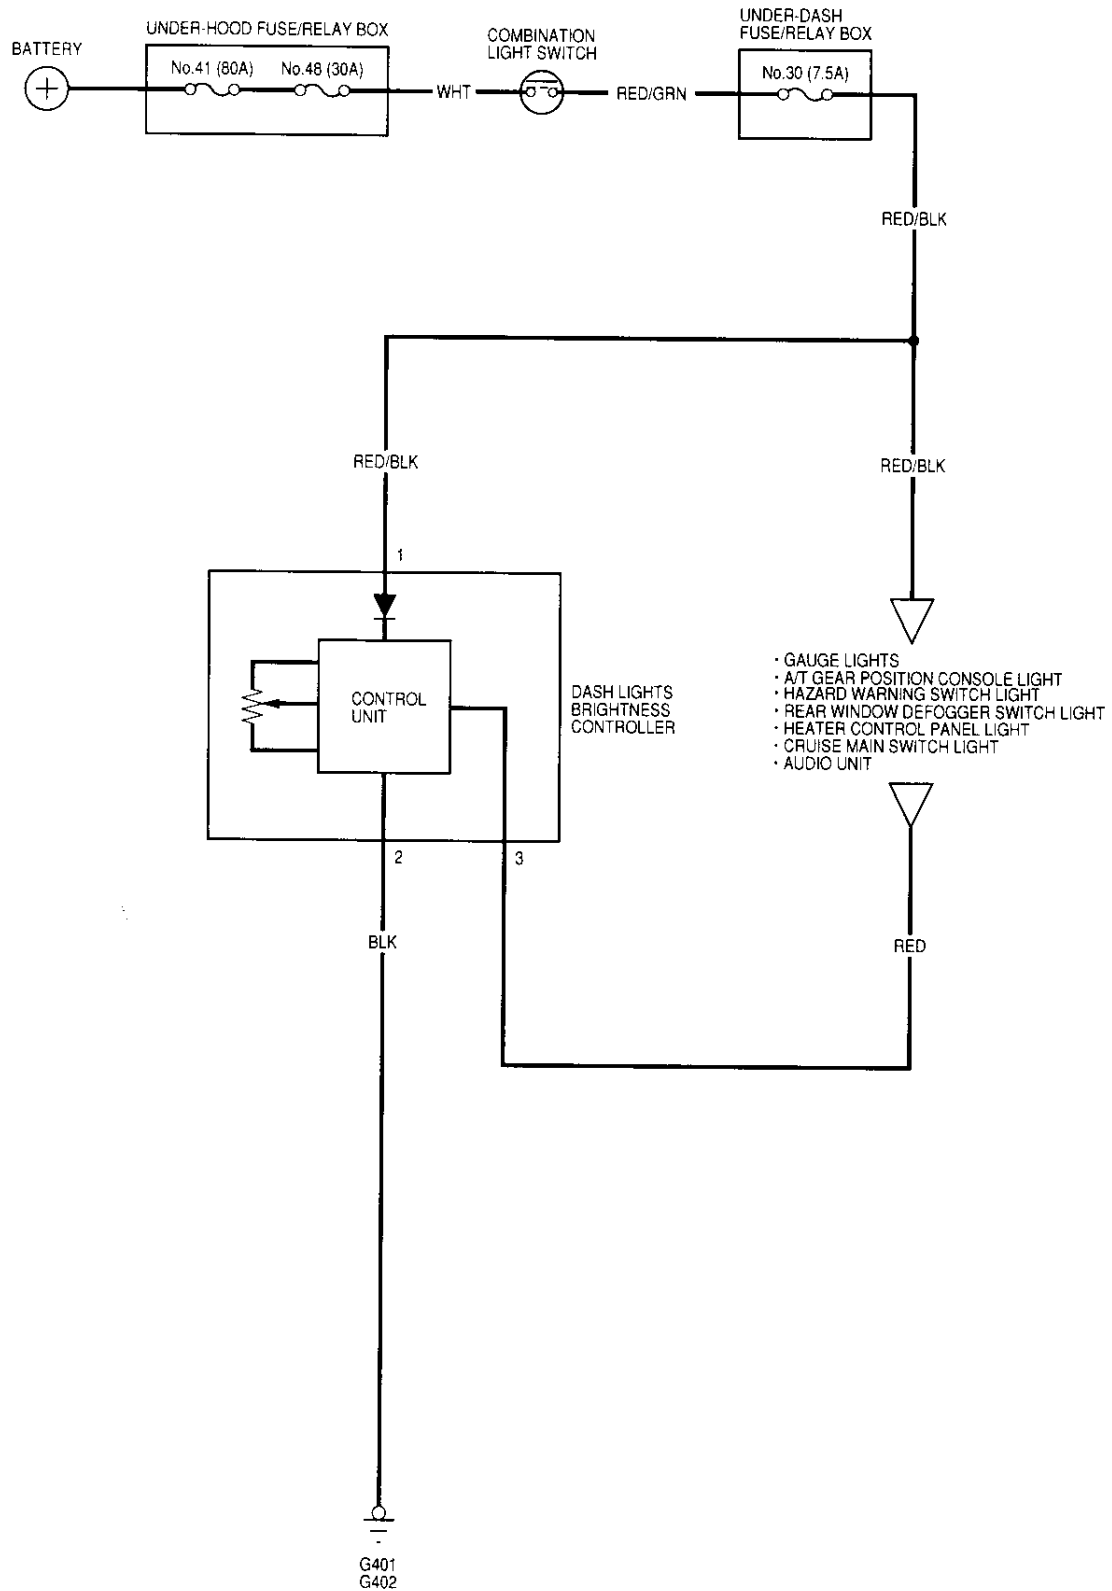 UNDER-HOOD FUSE/RELAY BOX
BATTERY
No.41 (80A)
No.48 (30A)
WHT
COMBINATION
LIGHT SWITCH
RED/GRN
UNDER-DASH
FUSE/RELAY BOX
No.30 (7.5A)
RED/BLK
RED/BLK
RED/BLK
1
CONTROL
UNIT
DASH LIGHTS
BRIGHTNESS
CONTROLLER
· GAUGE LIGHTS
· A/T GEAR POSITION CONSOLE LIGHT
· HAZARD WARNING SWITCH LIGHT
· REAR WINDOW DEFOGGER SWITCH LIGHT
· HEATER CONTROL PANEL LIGHT
· CRUISE MAIN SWITCH LIGHT
· AUDIO UNIT
2
3
BLK
RED
G401
G402